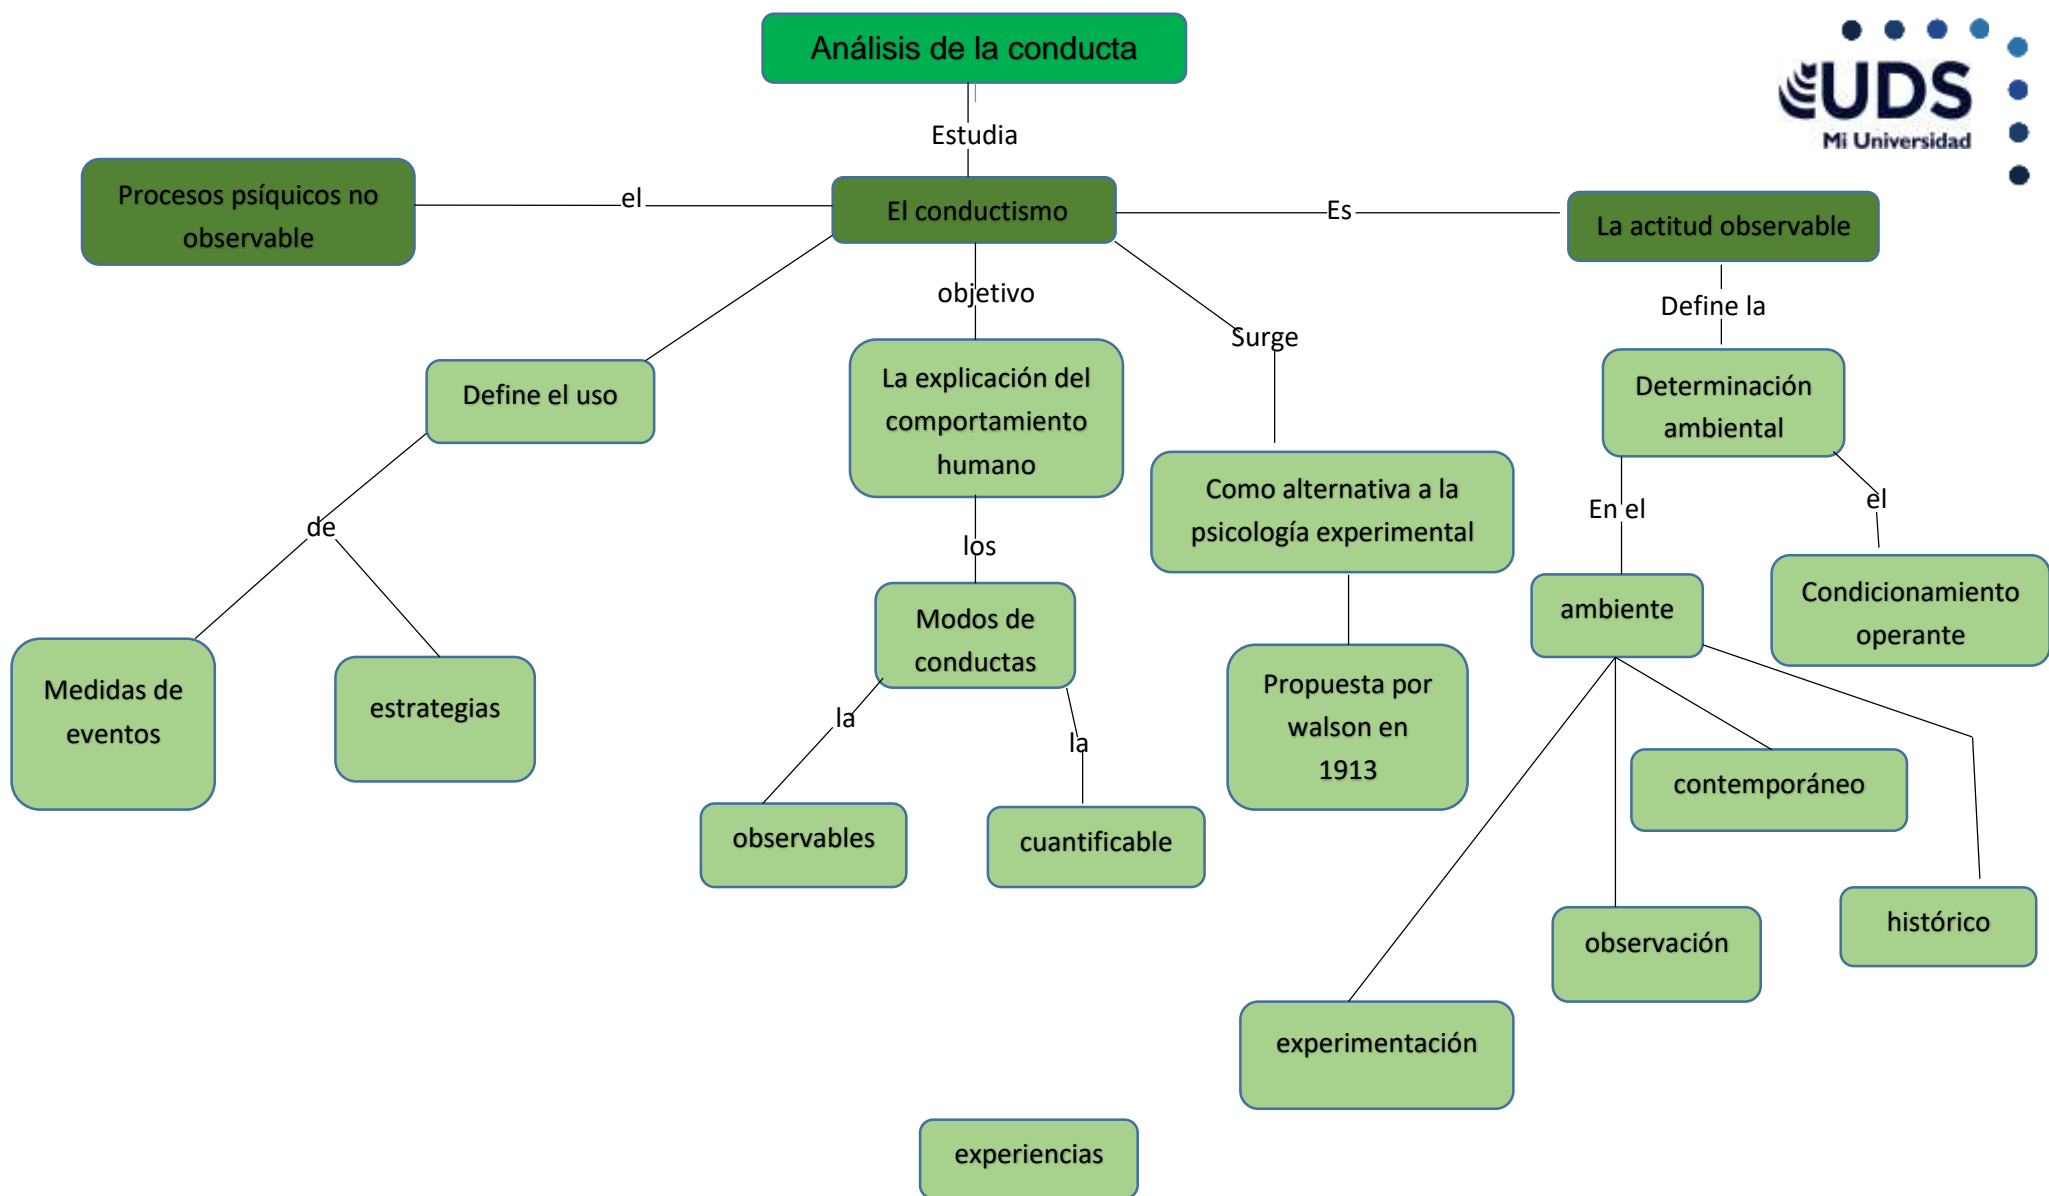 Análisis de la conducta
UDS
Mi Universidad
Estudia
Procesos psíquicos no
observable
el
El conductismo
Es
La actitud observable
objetivo
Surge
Define la
Define el uso
La explicación del
comportamiento
humano
Determinación
ambiental
de
los
Como alternativa a la
psicología experimental
En el
el
Medidas de
eventos
estrategias
Modos de
conductas
ambiente
Condicionamiento
operante
la
la
Propuesta por
walson en
1913
observables
cuantificable
contemporáneo
histórico
observación
experimentación
experiencias